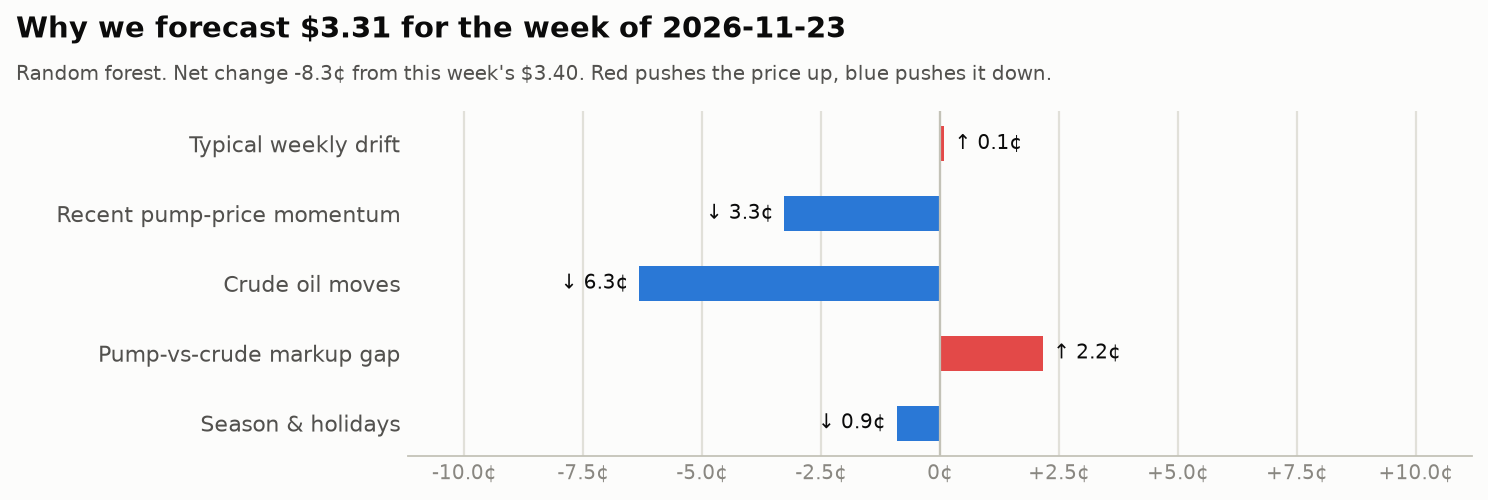 Why we forecast $3.31 for the week of 2026-11-23
Random forest. Net change -8.3¢ from this week's $3.40. Red pushes the price up, blue pushes it down.
Typical weekly drift
↑ 0.1¢
Recent pump-price momentum
↓ 3.3¢
Crude oil moves
↓ 6.3¢
Pump-vs-crude markup gap
↑ 2.2¢
Season & holidays
↓ 0.9¢
-10.0¢ -7.5¢ -5.0¢ -2.5¢ 0¢ +2.5¢ +5.0¢ +7.5¢ +10.0¢